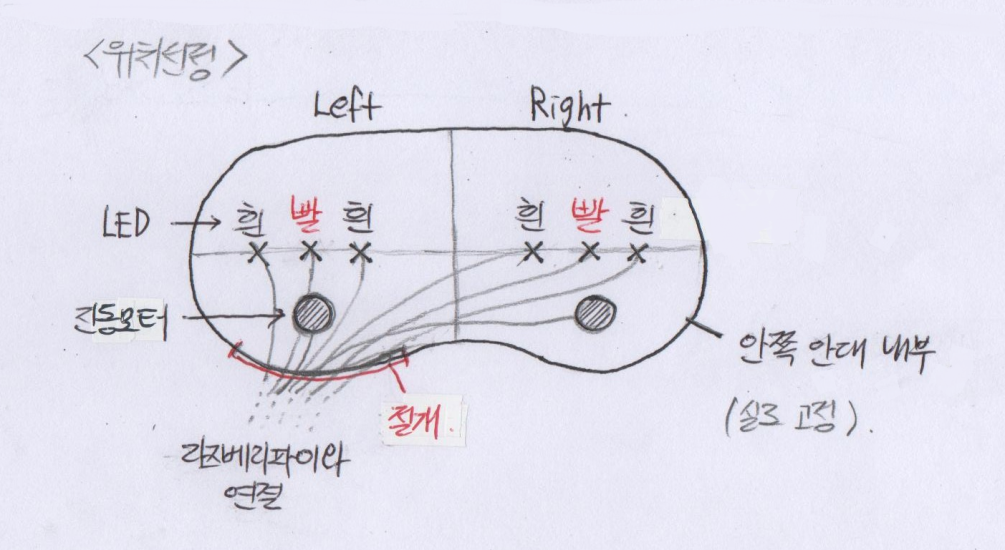 <위치선정>
Left Right
LED → 흰 빨 흰 흰 빨 흰
진동모터 →
안쪽 안대 내부
(실로 고정).
절개.
라즈베리파이와
연결